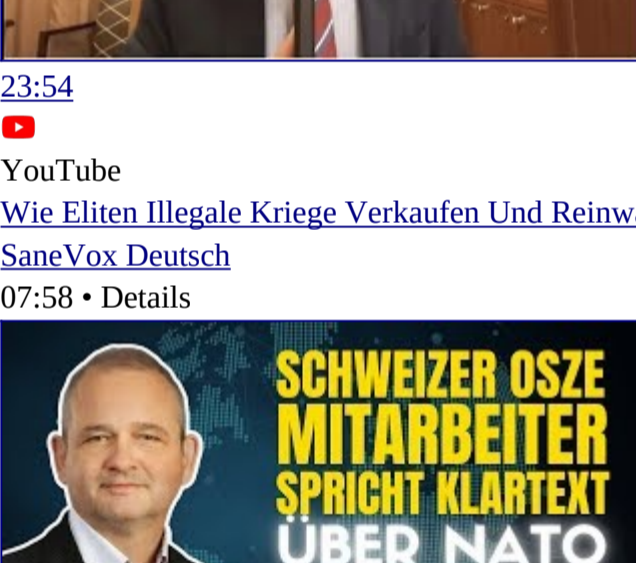 23:54
YouTube
Wie Eliten Illegale Kriege Verkaufen Und Reinw
SaneVox Deutsch
07:58 • Details
SCHWEIZER OSZE
MITARBEITER
SPRICHT KLARTEXT
ÜBER NATO